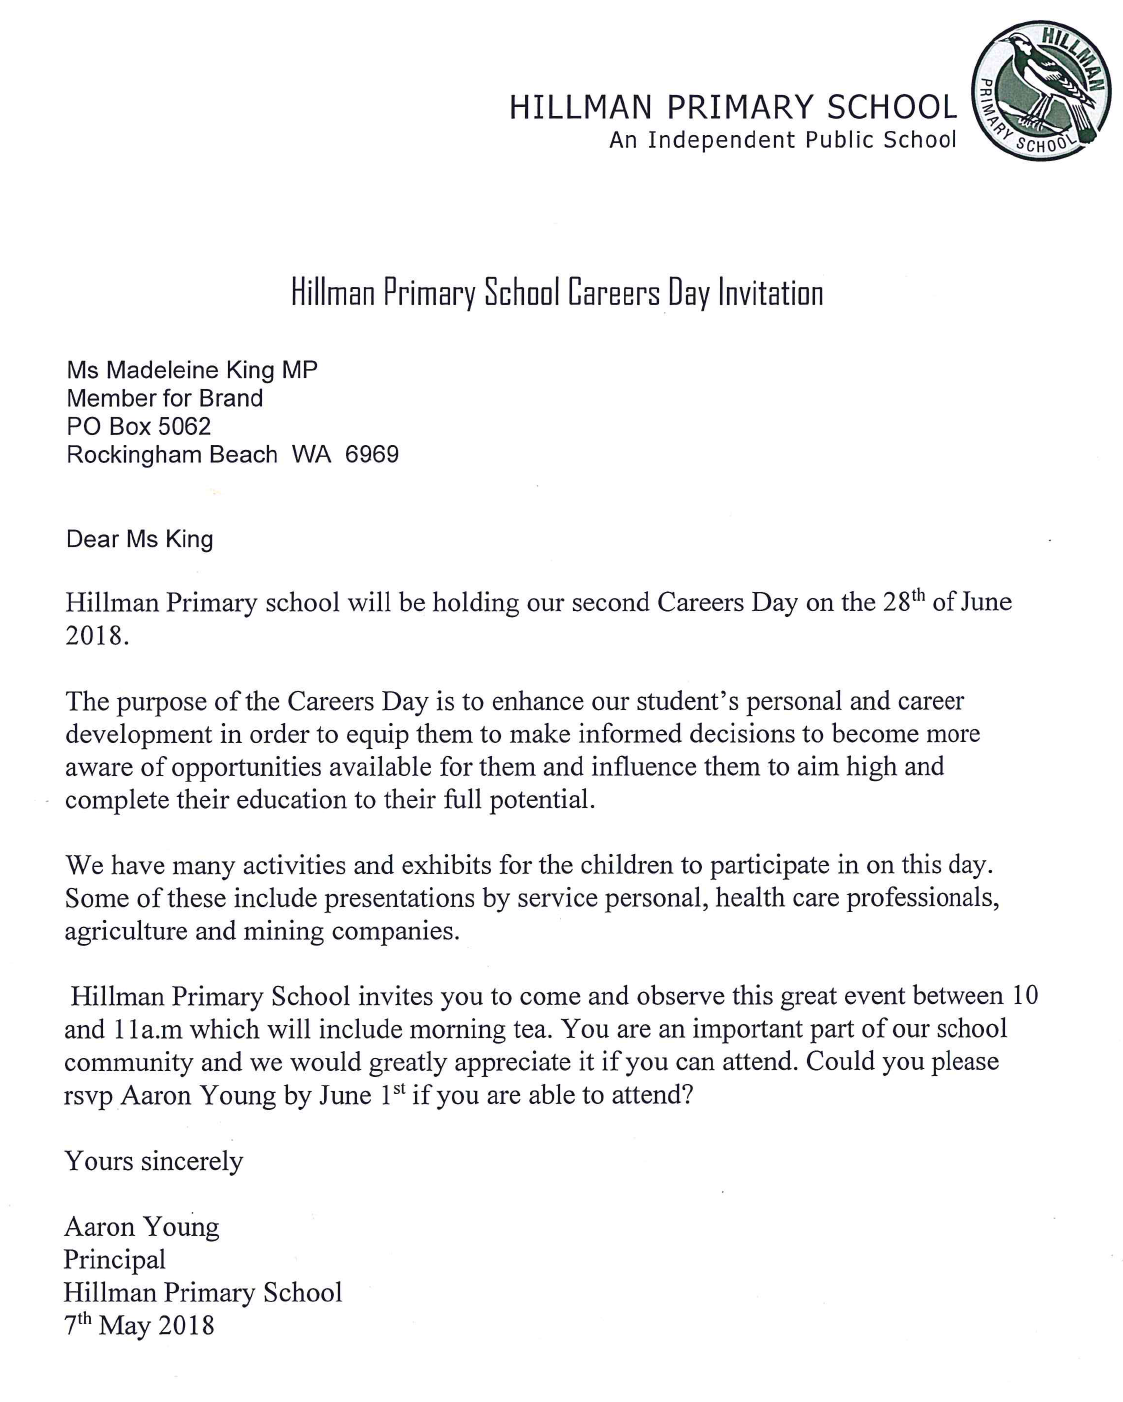 HILLMAN PRIMARY SCHOOL
An Independent Public School
HILLMAN
PRIMARY SCHOOL
Hillman Primary School Careers Day Invitation
Ms Madeleine King MP
Member for Brand
PO Box 5062
Rockingham Beach WA 6969
Dear Ms King
Hillman Primary school will be holding our second Careers Day on the 28th of June
2018.
The purpose of the Careers Day is to enhance our student's personal and career
development in order to equip them to make informed decisions to become more
aware of opportunities available for them and influence them to aim high and
complete their education to their full potential.
We have many activities and exhibits for the children to participate in on this day.
Some of these include presentations by service personal, health care professionals,
agriculture and mining companies.
Hillman Primary School invites you to come and observe this great event between 10
and 11a.m which will include morning tea. You are an important part of our school
community and we would greatly appreciate it if you can attend. Could you please
rsvp Aaron Young by June 1st if you are able to attend?
Yours sincerely
Aaron Young
Principal
Hillman Primary School
7th May 2018